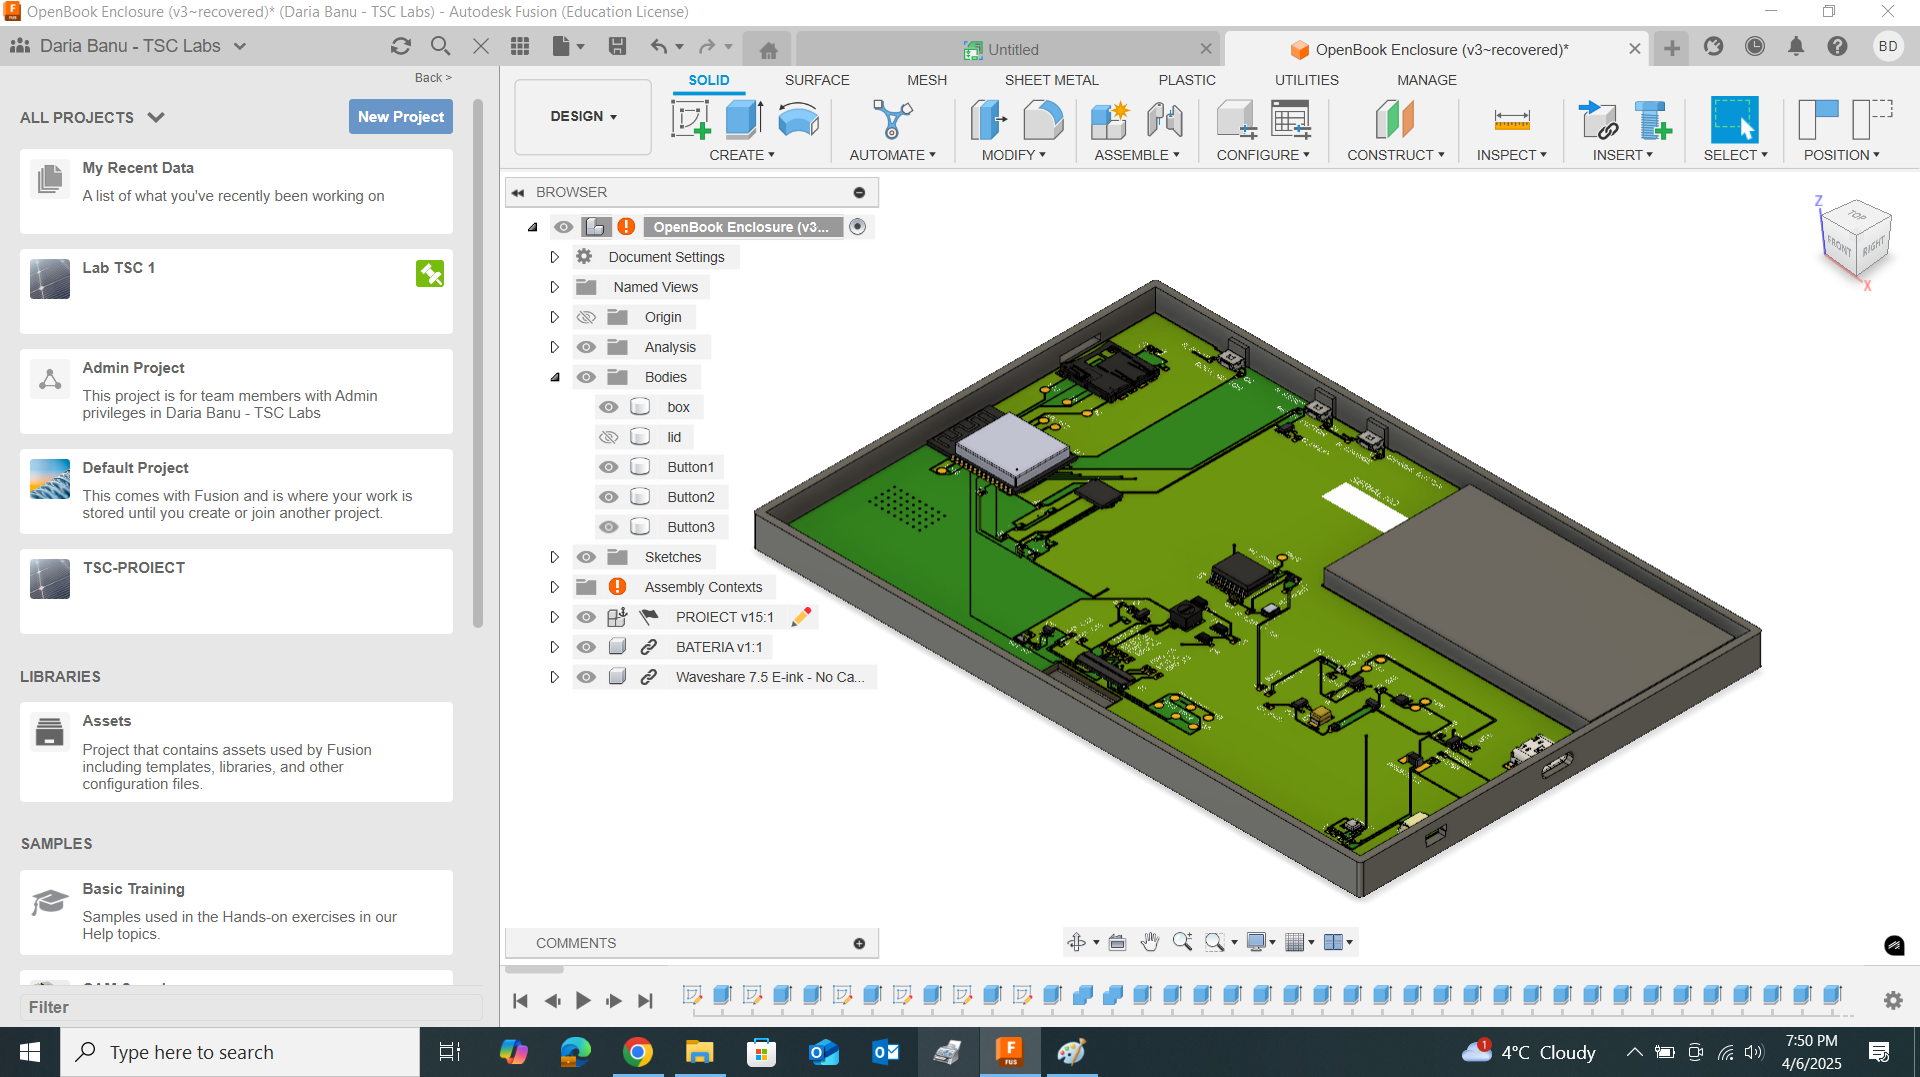 OpenBook Enclosure (v3~recovered)* (Daria Banu - TSC Labs) - Autodesk Fusion (Education License)
Daria Banu - TSC Labs
Untitled
OpenBook Enclosure (v3~recovered)*
BD
Back >
ALL PROJECTS
New Project
My Recent Data
A list of what you've recently been working on
Lab TSC 1
Admin Project
This project is for team members with Admin
privileges in Daria Banu - TSC Labs
Default Project
This comes with Fusion and is where your work is
stored until you create or join another project.
TSC-PROIECT
LIBRARIES
Assets
Project that contains assets used by Fusion
including templates, libraries, and other
configuration files.
SAMPLES
Basic Training
Samples used in the Hands-on exercises in our
Help topics.
Filter
DESIGN
SOLID
SURFACE
MESH
SHEET METAL
PLASTIC
UTILITIES
MANAGE
CREATE
AUTOMATE
MODIFY
ASSEMBLE
CONFIGURE
CONSTRUCT
INSPECT
INSERT
SELECT
POSITION
BROWSER
OpenBook Enclosure (v3...
Document Settings
Named Views
Origin
Analysis
Bodies
box
lid
Button1
Button2
Button3
Sketches
Assembly Contexts
PROIECT v15:1
BATERIA v1:1
Waveshare 7.5 E-ink - No Ca...
Z
TOP
FRONT
RIGHT
X
COMMENTS
Type here to search
F
FUS
1
4°C Cloudy
7:50 PM
4/6/2025